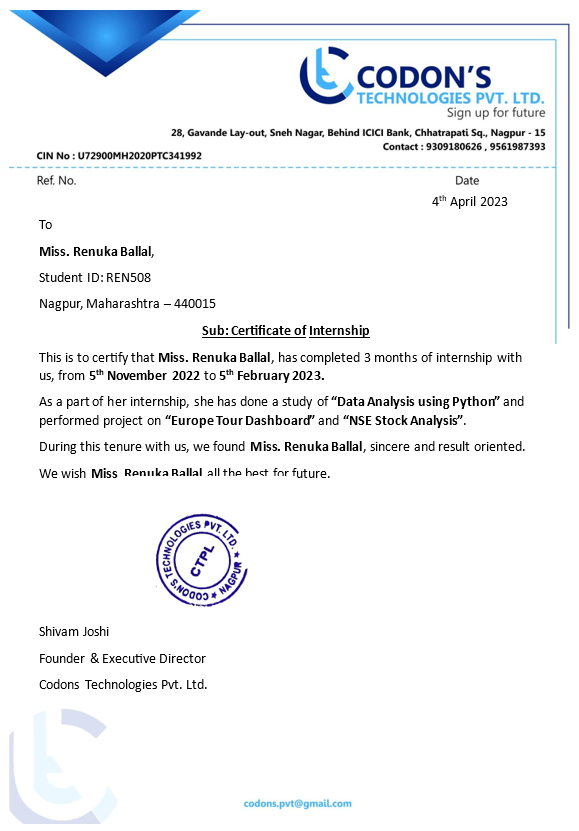 CODON'S
TECHNOLOGIES PVT. LTD.
Sign up for future
28, Gavande Lay-out, Sneh Nagar, Behind ICICI Bank, Chhatrapati Sq., Nagpur - 15
Contact : 9309180626 , 9561987393
CIN No : U72900MH2020PTC341992
Ref. No. Date
4th April 2023
To
Miss. Renuka Ballal,
Student ID: REN508
Nagpur, Maharashtra – 440015
Sub: Certificate of Internship
This is to certify that Miss. Renuka Ballal, has completed 3 months of internship with
us, from 5th November 2022 to 5th February 2023.
As a part of her internship, she has done a study of “Data Analysis using Python” and
performed project on “Europe Tour Dashboard” and “NSE Stock Analysis”.
During this tenure with us, we found Miss. Renuka Ballal, sincere and result oriented.
We wish Miss. Renuka Ballal all the best for future.
CODON'S TECHNOLOGIES PVT. LTD. ★ NAGPUR ★
CTPL
Shivam Joshi
Founder & Executive Director
Codons Technologies Pvt. Ltd.
codons.pvt@gmail.com